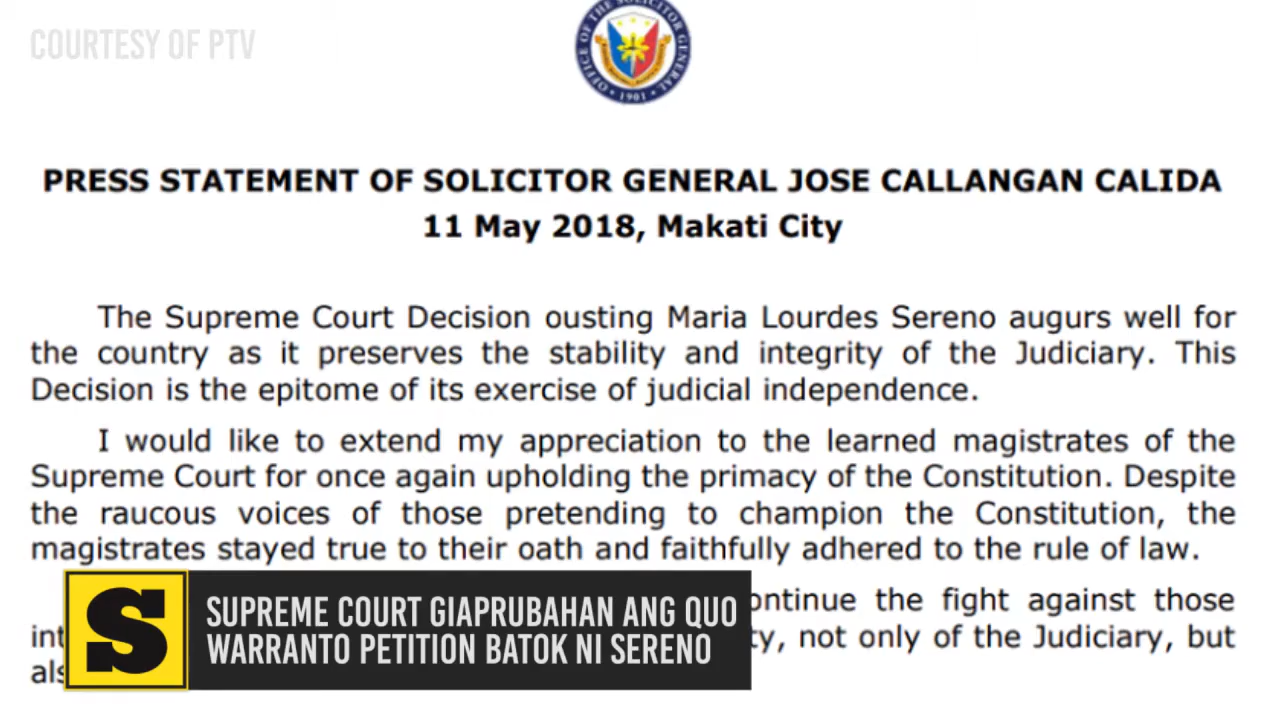 COURTESY OF PTV
OFFICE OF THE SOLICITOR GENERAL
1901
PRESS STATEMENT OF SOLICITOR GENERAL JOSE CALLANGAN CALIDA
11 May 2018, Makati City
The Supreme Court Decision ousting Maria Lourdes Sereno augurs well for
the country as it preserves the stability and integrity of the Judiciary. This
Decision is the epitome of its exercise of judicial independence.
I would like to extend my appreciation to the learned magistrates of the
Supreme Court for once again upholding the primacy of the Constitution. Despite
the raucous voices of those pretending to champion the Constitution, the
magistrates stayed true to their oath and faithfully adhered to the rule of law.
the fight against those
not only of the Judiciary, but
S
SUPREME COURT GIAPRUBAHAN ANG QUO
WARRANTO PETITION BATOK NI SERENO